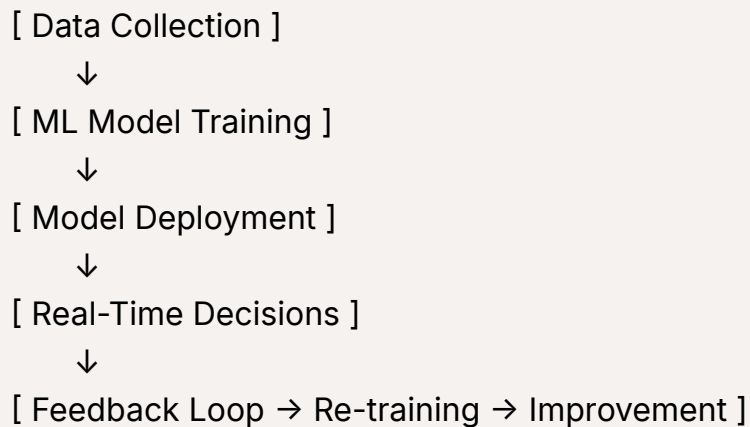 [ Data Collection ]
↓
[ ML Model Training ]
↓
[ Model Deployment ]
↓
[ Real-Time Decisions ]
↓
[ Feedback Loop → Re-training → Improvement ]